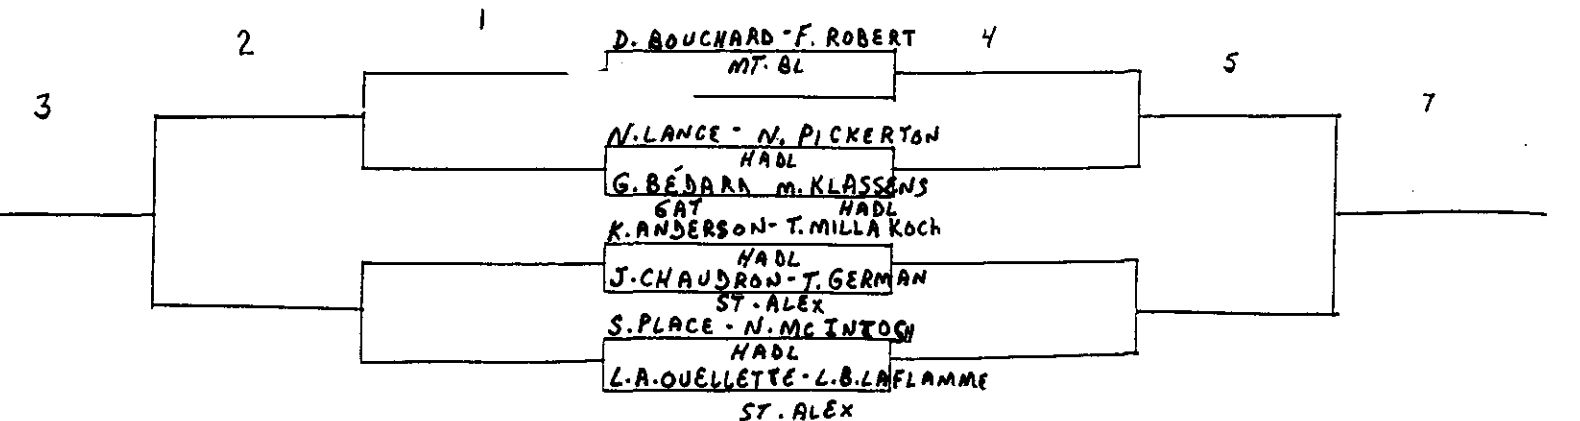 1
2
3
D. BOUCHARD - F. ROBERT
MT. BL
N. LANCE - N. PICKERTON
HADL
G. BÉDARA M. KLASSENS
GAT HADL
K. ANDERSON - T. MILLA KOCH
HADL
J. CHAUDRON - T. GERMAN
ST. ALEX
S. PLACE - N. MC INTOSH
HADL
L.A. OUELLETTE - L.B. LAFLAMME
ST. ALEX
4
5
7